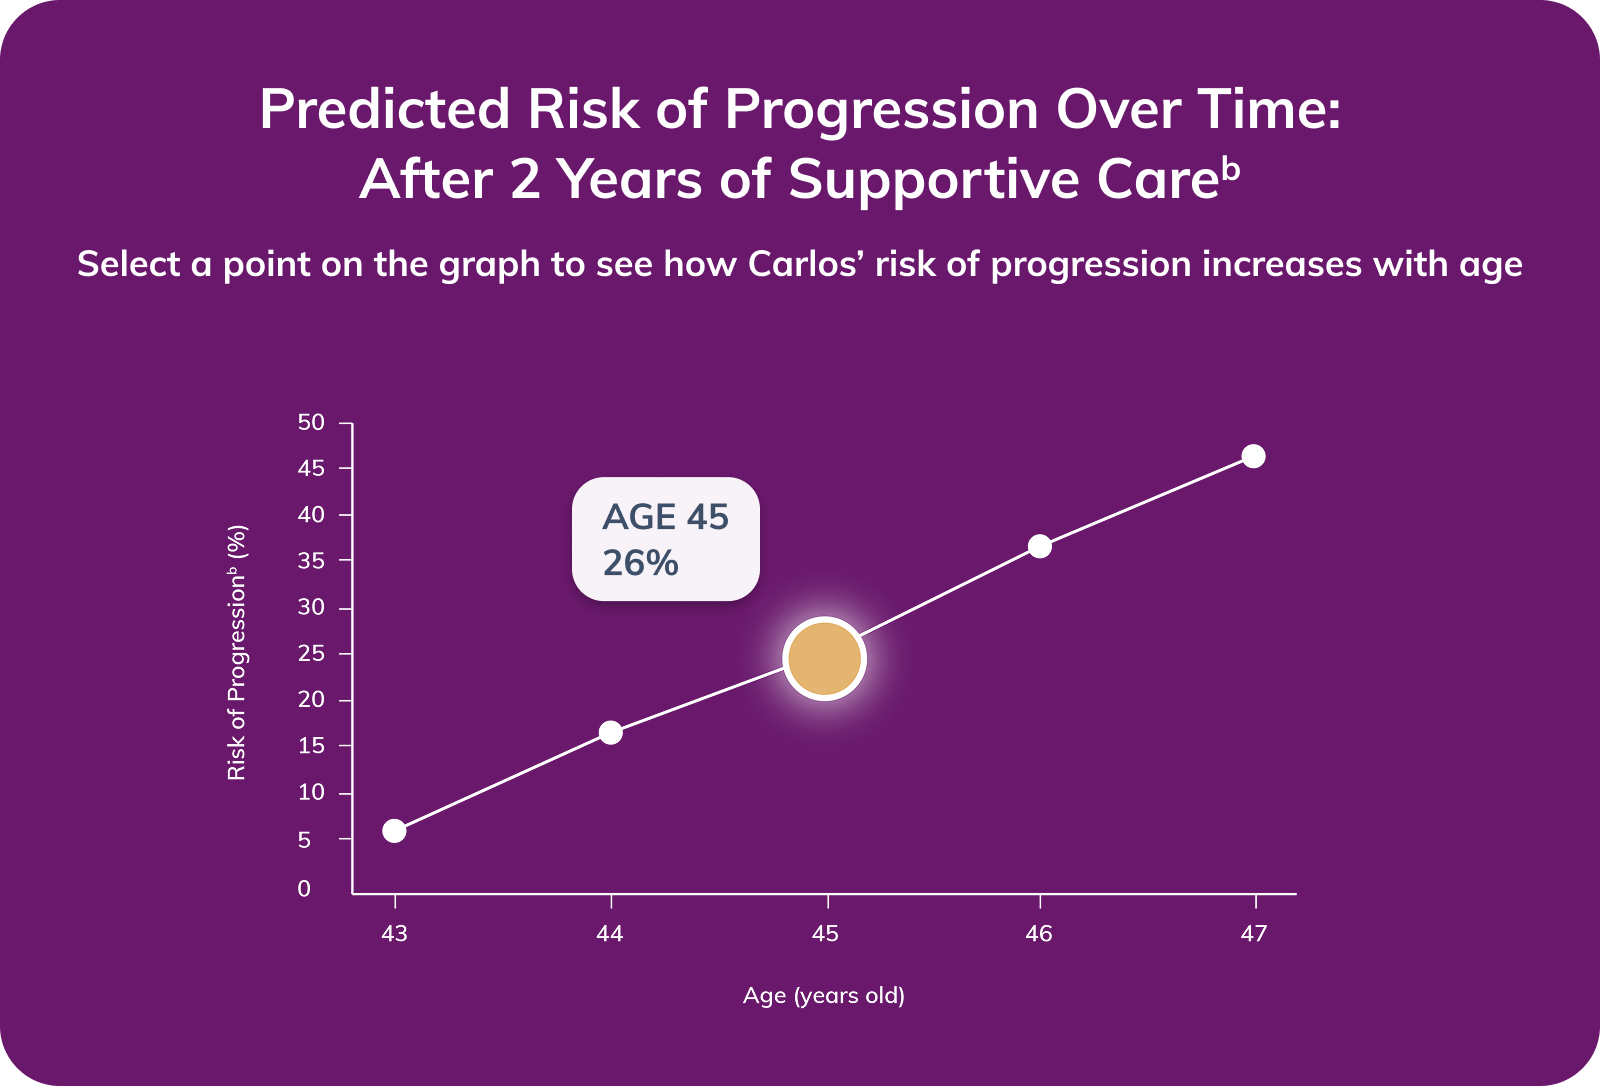 Predicted Risk of Progression Over Time:
After 2 Years of Supportive Careᵇ
Select a point on the graph to see how Carlos’ risk of progression increases with age
Risk of Progressionᵇ (%)
50
45
40
35
30
25
20
15
10
5
0
AGE 45
26%
43 44 45 46 47
Age (years old)